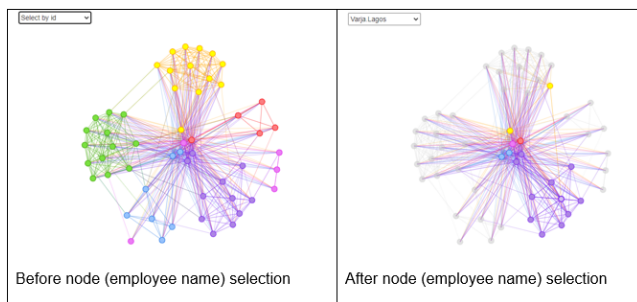 Select by id
Varja.Lagos
Before node (employee name) selection
After node (employee name) selection